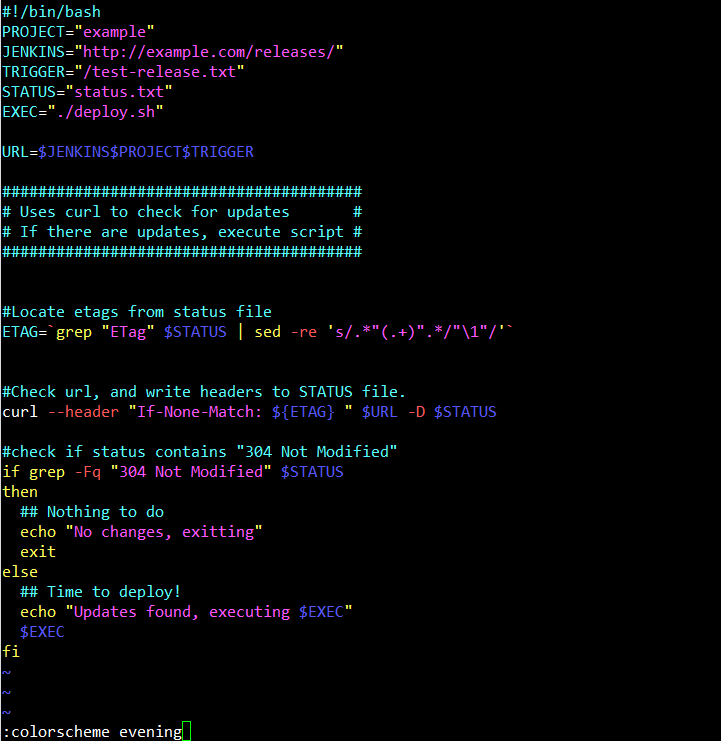 #!/bin/bash
PROJECT="example"
JENKINS="http://example.com/releases/"
TRIGGER="/test-release.txt"
STATUS="status.txt"
EXEC="./deploy.sh"

URL=$JENKINS$PROJECT$TRIGGER

########################################
# Uses curl to check for updates       #
# If there are updates, execute script #
########################################


#Locate etags from status file
ETAG=`grep "ETag" $STATUS | sed -re 's/.*"(.+)".*/"\1"/'`


#Check url, and write headers to STATUS file.
curl --header "If-None-Match: ${ETAG} " $URL -D $STATUS

#check if status contains "304 Not Modified"
if grep -Fq "304 Not Modified" $STATUS
then
  ## Nothing to do
  echo "No changes, exitting"
  exit
else
  ## Time to deploy!
  echo "Updates found, executing $EXEC"
  $EXEC
fi
~
~
~
:colorscheme evening